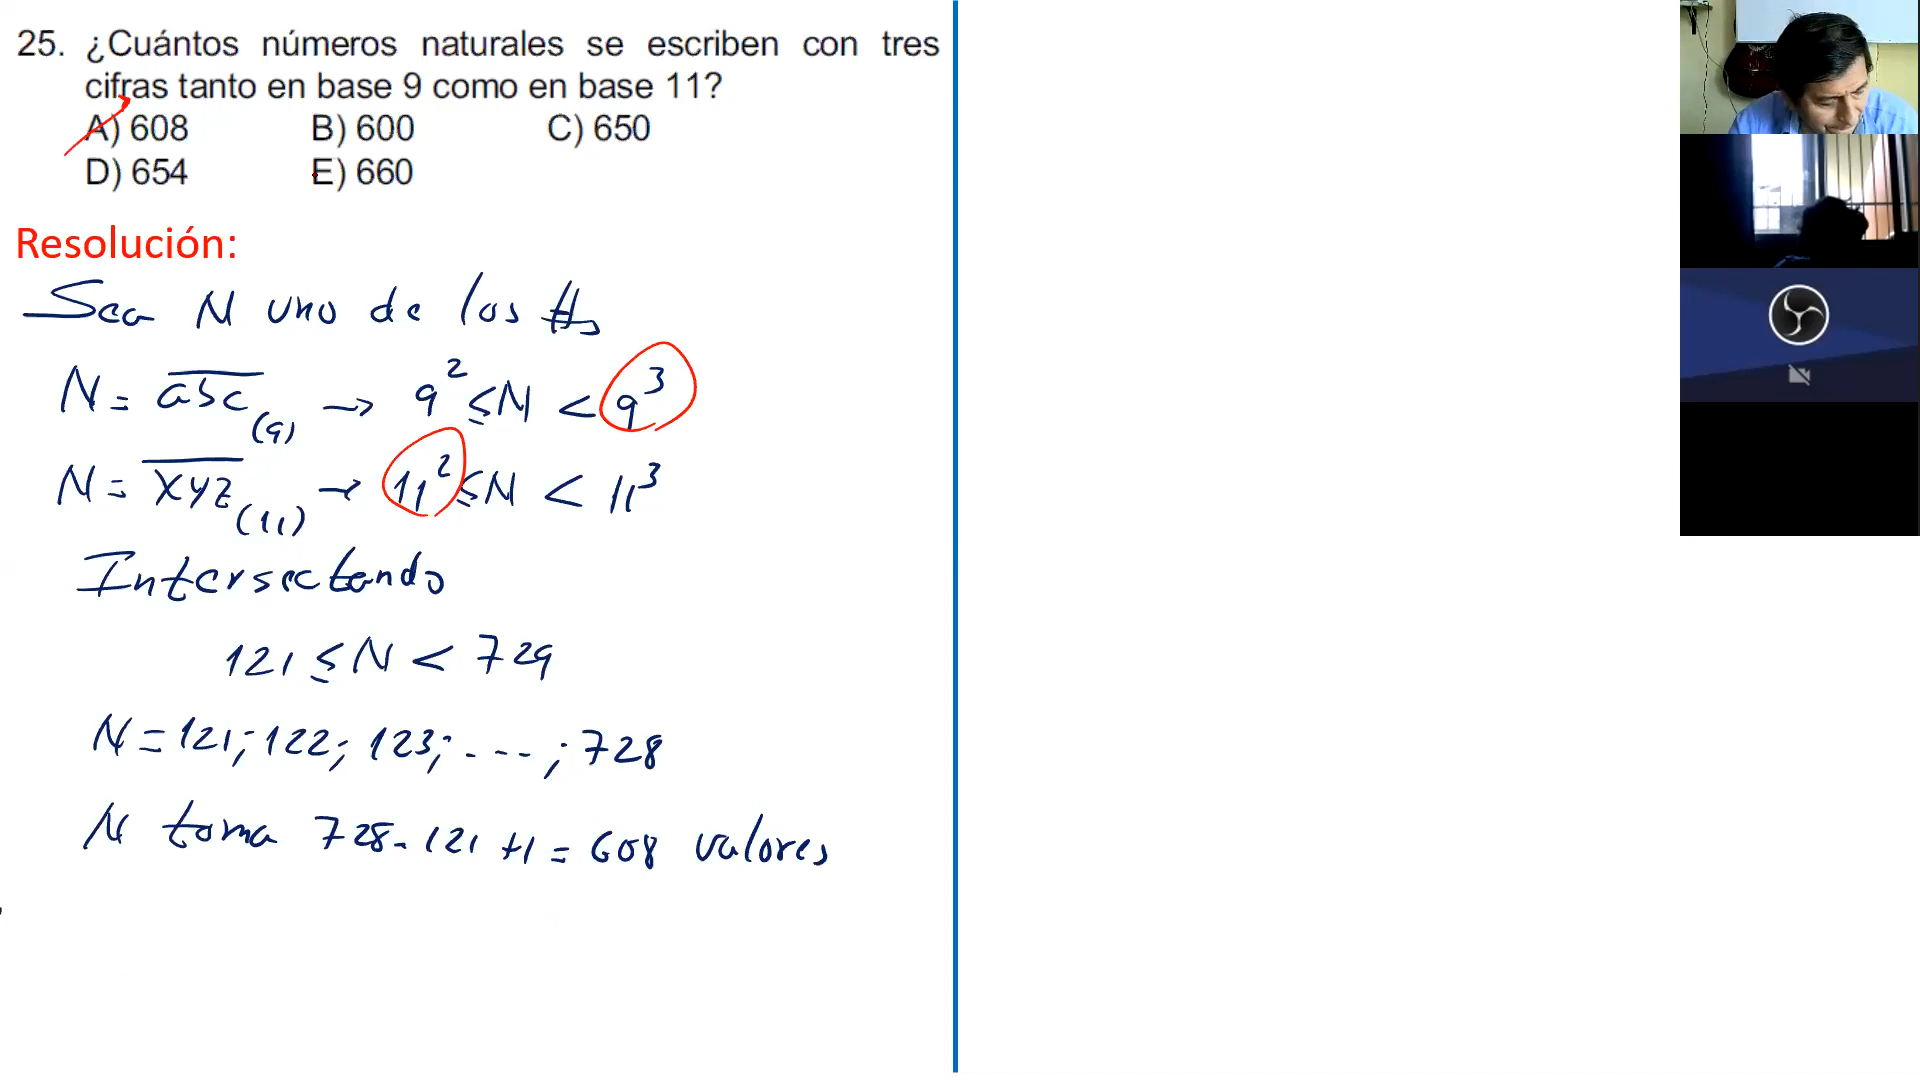 25. ¿Cuántos números naturales se escriben con tres
cifras tanto en base 9 como en base 11?
A) 608 B) 600 C) 650
D) 654 E) 660
Resolución:
Sea N uno de los #s
N = abc (9) → 9² ≤ N < 9³
N = xyz (11) → 11² ≤ N < 11³
Intersectando
121 ≤ N < 729
N = 121; 122; 123; ...; 728
N toma 728 - 121 + 1 = 608 valores